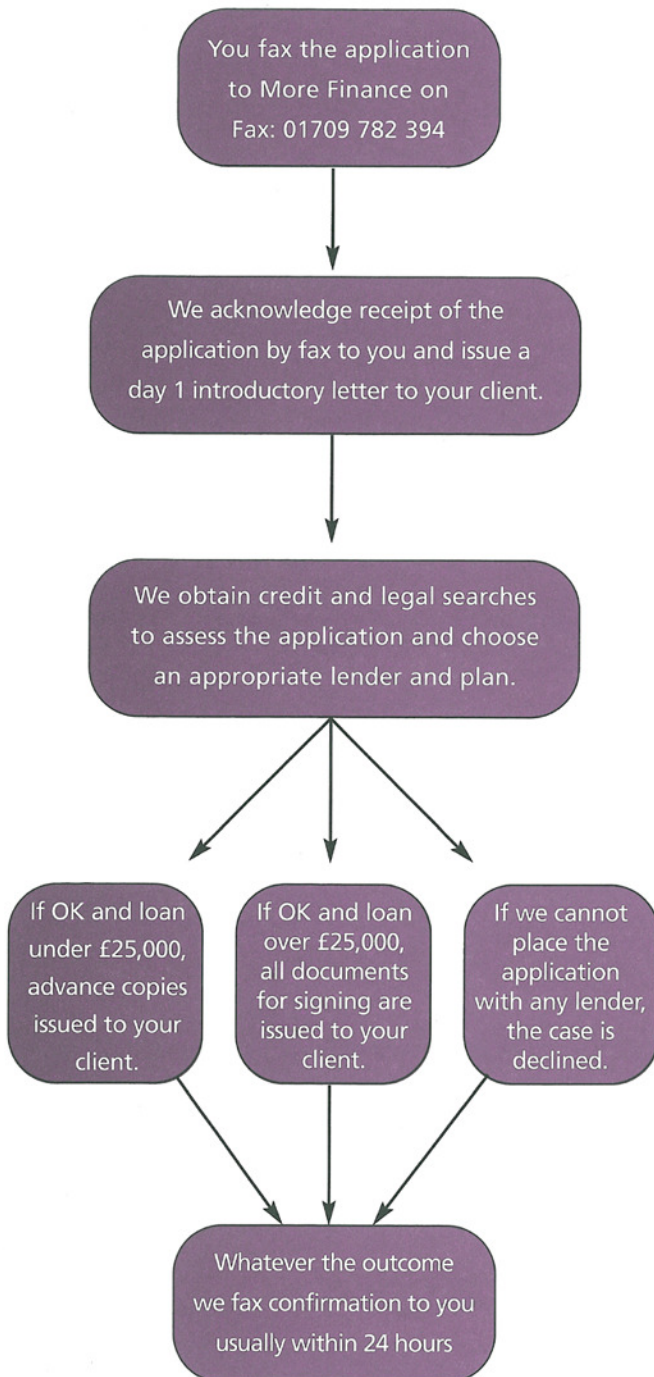 You fax the application
to More Finance on
Fax: 01709 782 394
We acknowledge receipt of the
application by fax to you and issue a
day 1 introductory letter to your client.
We obtain credit and legal searches
to assess the application and choose
an appropriate lender and plan.
If OK and loan
under £25,000,
advance copies
issued to your
client.
If OK and loan
over £25,000,
all documents
for signing are
issued to your
client.
If we cannot
place the
application
with any lender,
the case is
declined.
Whatever the outcome
we fax confirmation to you
usually within 24 hours